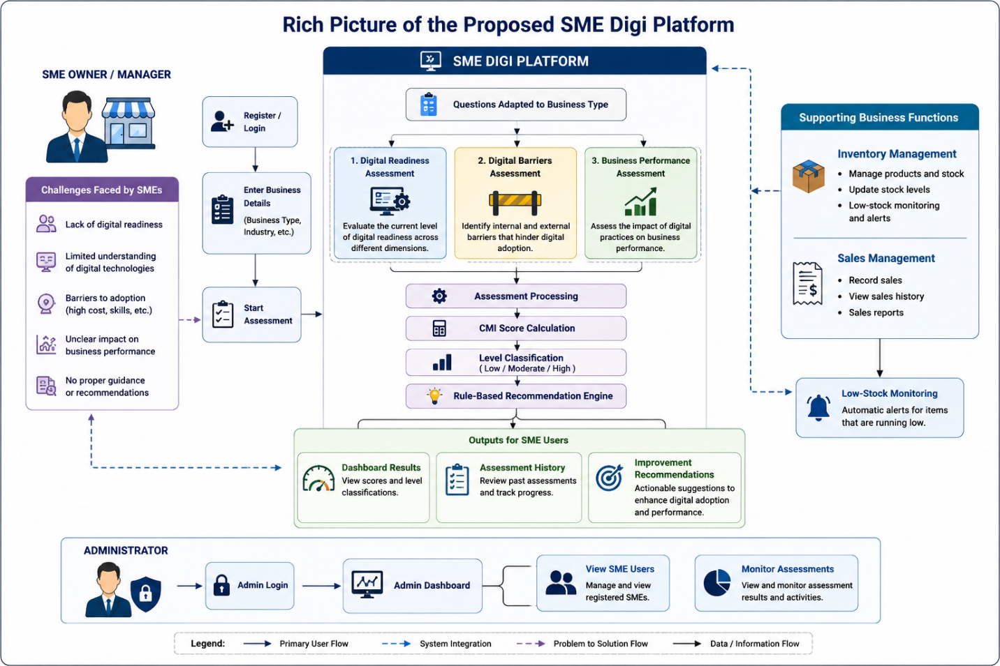 Rich Picture of the Proposed SME Digi Platform
SME OWNER / MANAGER
Challenges Faced by SMEs
Lack of digital readiness
Limited understanding
of digital technologies
Barriers to adoption
(high cost, skills, etc.)
Unclear impact on
business performance
No proper guidance
or recommendations
Register /
Login
Enter Business
Details
(Business Type,
Industry, etc.)
Start
Assessment
SME DIGI PLATFORM
Questions Adapted to Business Type
1. Digital Readiness
Assessment
Evaluate the current level
of digital readiness across
different dimensions.
2. Digital Barriers
Assessment
Identify internal and external
barriers that hinder digital
adoption.
3. Business Performance
Assessment
Assess the impact of digital
practices on business
performance.
Assessment Processing
CMI Score Calculation
Level Classification
( Low / Moderate / High )
Rule-Based Recommendation Engine
Outputs for SME Users
Dashboard Results
View scores and level
classifications.
Assessment History
Review past assessments
and track progress.
Improvement
Recommendations
Actionable suggestions to
enhance digital adoption
and performance.
Supporting Business Functions
Inventory Management
• Manage products and stock
• Update stock levels
• Low-stock monitoring
and alerts
Sales Management
• Record sales
• View sales history
• Sales reports
$
Low-Stock Monitoring
Automatic alerts for items
that are running low.
ADMINISTRATOR
Admin Login
Admin Dashboard
View SME Users
Manage and view
registered SMEs.
Monitor Assessments
View and monitor assessment
results and activities.
Legend:
Primary User Flow
System Integration
Problem to Solution Flow
Data / Information Flow